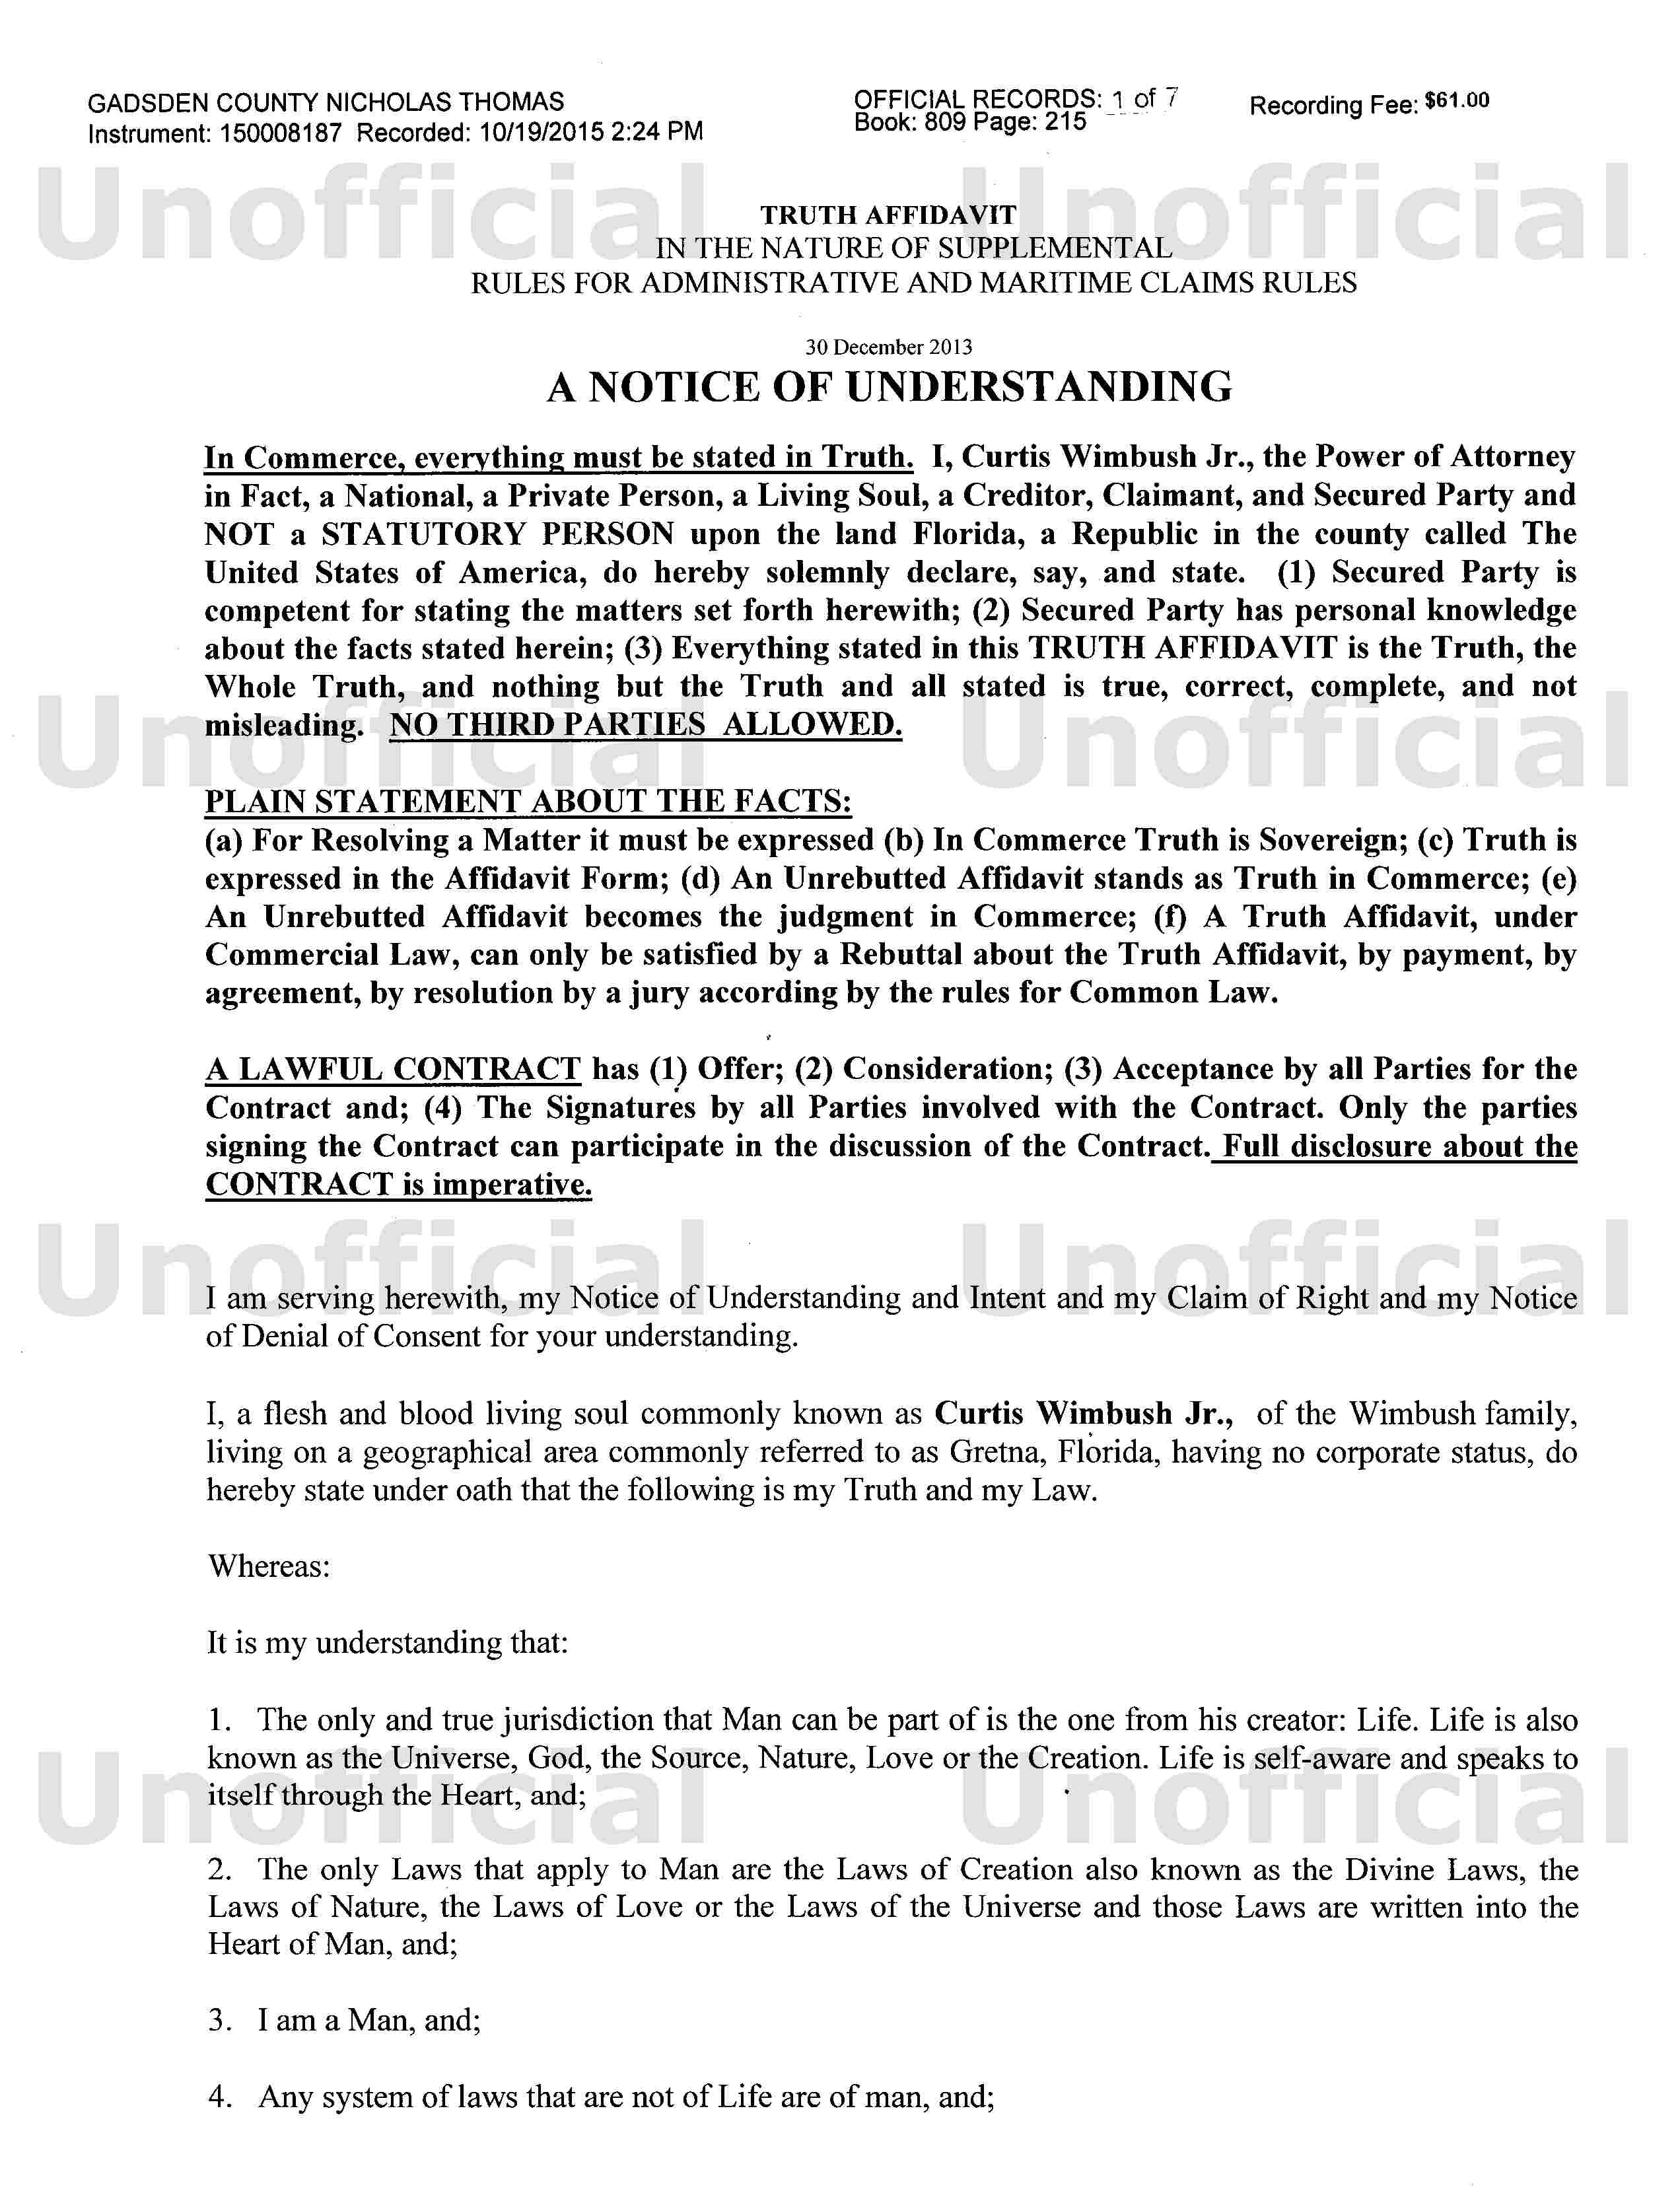 GADSDEN COUNTY NICHOLAS THOMAS
Instrument: 150008187 Recorded: 10/19/2015 2:24 PM
OFFICIAL RECORDS: 1 of 7
Book: 809 Page: 215
Recording Fee: $61.00
Unofficial Unofficial
TRUTH AFFIDAVIT
IN THE NATURE OF SUPPLEMENTAL
RULES FOR ADMINISTRATIVE AND MARITIME CLAIMS RULES
30 December 2013
A NOTICE OF UNDERSTANDING
In Commerce, everything must be stated in Truth. I, Curtis Wimbush Jr., the Power of Attorney
in Fact, a National, a Private Person, a Living Soul, a Creditor, Claimant, and Secured Party and
NOT a STATUTORY PERSON upon the land Florida, a Republic in the county called The
United States of America, do hereby solemnly declare, say, and state. (1) Secured Party is
competent for stating the matters set forth herewith; (2) Secured Party has personal knowledge
about the facts stated herein; (3) Everything stated in this TRUTH AFFIDAVIT is the Truth, the
Whole Truth, and nothing but the Truth and all stated is true, correct, complete, and not
misleading. NO THIRD PARTIES ALLOWED.
Unofficial Unofficial
PLAIN STATEMENT ABOUT THE FACTS:
(a) For Resolving a Matter it must be expressed (b) In Commerce Truth is Sovereign; (c) Truth is
expressed in the Affidavit Form; (d) An Unrebutted Affidavit stands as Truth in Commerce; (e)
An Unrebutted Affidavit becomes the judgment in Commerce; (f) A Truth Affidavit, under
Commercial Law, can only be satisfied by a Rebuttal about the Truth Affidavit, by payment, by
agreement, by resolution by a jury according by the rules for Common Law.
A LAWFUL CONTRACT has (1) Offer; (2) Consideration; (3) Acceptance by all Parties for the
Contract and; (4) The Signatures by all Parties involved with the Contract. Only the parties
signing the Contract can participate in the discussion of the Contract. Full disclosure about the
CONTRACT is imperative.
Unofficial Unofficial
I am serving herewith, my Notice of Understanding and Intent and my Claim of Right and my Notice
of Denial of Consent for your understanding.
I, a flesh and blood living soul commonly known as Curtis Wimbush Jr., of the Wimbush family,
living on a geographical area commonly referred to as Gretna, Florida, having no corporate status, do
hereby state under oath that the following is my Truth and my Law.
Whereas:
It is my understanding that:
1. The only and true jurisdiction that Man can be part of is the one from his creator: Life. Life is also
known as the Universe, God, the Source, Nature, Love or the Creation. Life is self-aware and speaks to
itself through the Heart, and;
Unofficial Unofficial
2. The only Laws that apply to Man are the Laws of Creation also known as the Divine Laws, the
Laws of Nature, the Laws of Love or the Laws of the Universe and those Laws are written into the
Heart of Man, and;
3. I am a Man, and;
4. Any system of laws that are not of Life are of man, and;